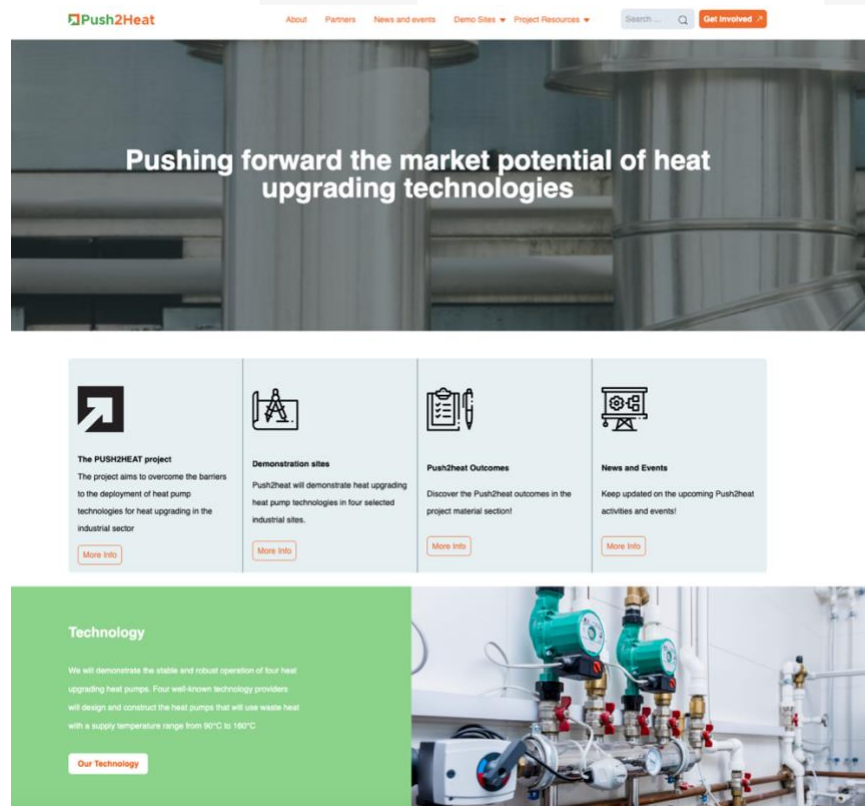 Push2Heat
About Partners News and events Demo Sites Project Resources Search ... Get Involved
Pushing forward the market potential of heat
upgrading technologies
The PUSH2HEAT project
The project aims to overcome the barriers
to the deployment of heat pump
technologies for heat upgrading in the
industrial sector
More Info
Demonstration sites
Push2heat will demonstrate heat upgrading
heat pump technologies in four selected
industrial sites.
More Info
Push2heat Outcomes
Discover the Push2heat outcomes in the
project material section!
More Info
News and Events
Keep updated on the upcoming Push2heat
activities and events!
More Info
Technology
We will demonstrate the stable and robust operation of four heat
upgrading heat pumps. Four well-known technology providers
will design and construct the heat pumps that will use waste heat
with a supply temperature range from 90°C to 160°C
Our Technology